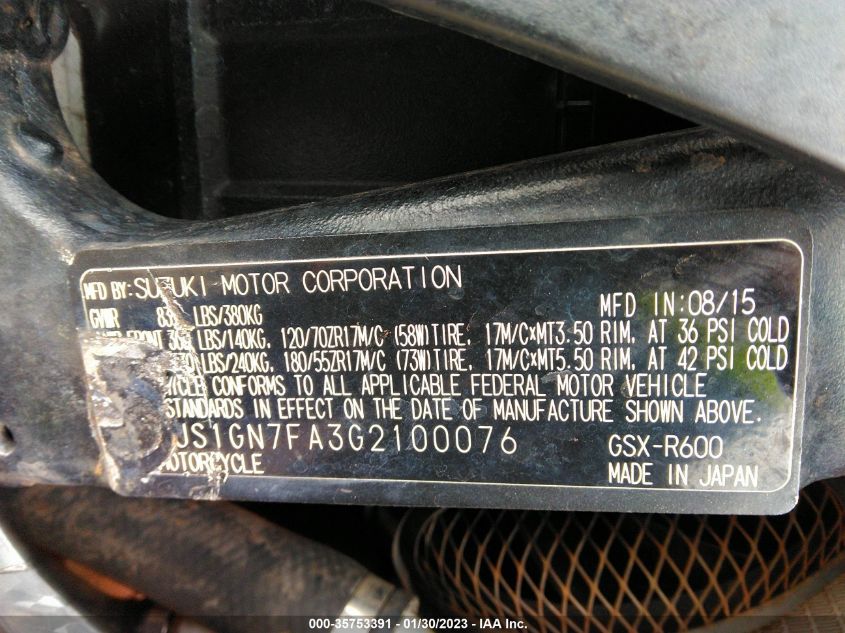 MFD BY: SUZUKI MOTOR CORPORATION
MFD IN:08/15
GVWR LBS/380KG
FRONT LBS/140KG, 120/70ZR17M/C (58W)TIRE, 17M/C×MT3.50 RIM, AT 36 PSI COLD
LBS/240KG, 180/55ZR17M/C (73W)TIRE, 17M/C×MT5.50 RIM, AT 42 PSI COLD
CONFORMS TO ALL APPLICABLE FEDERAL MOTOR VEHICLE
STANDARDS IN EFFECT ON THE DATE OF MANUFACTURE SHOWN ABOVE.
JS1GN7FA3G2100076 GSX-R600
MOTORCYCLE MADE IN JAPAN
000-35753391 - 01/30/2023 - IAA Inc.